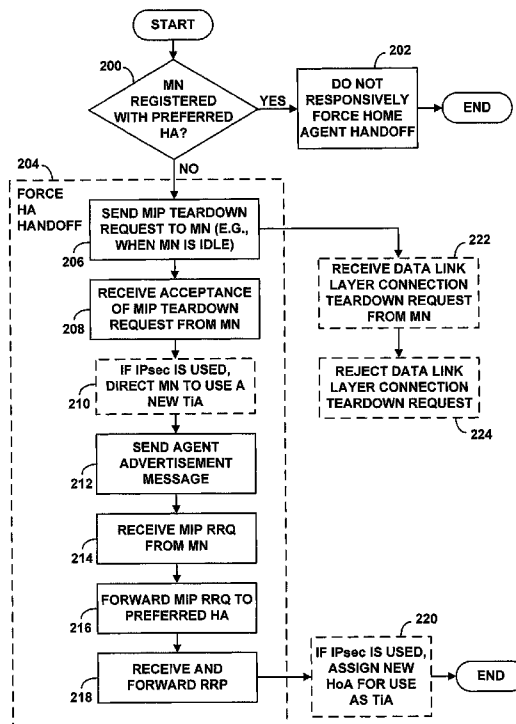 START
200
MN
REGISTERED
WITH PREFERRED
HA?
YES
202
DO NOT
RESPONSIVELY
FORCE HOME
AGENT HANDOFF
END
NO
204
FORCE
HA
HANDOFF
SEND MIP TEARDOWN
REQUEST TO MN (E.G.,
WHEN MN IS IDLE)
206
222
RECEIVE DATA LINK
LAYER CONNECTION
TEARDOWN REQUEST
FROM MN
RECEIVE ACCEPTANCE
OF MIP TEARDOWN
REQUEST FROM MN
208
IF IPsec IS USED,
DIRECT MN TO USE A
NEW TiA
210
REJECT DATA LINK
LAYER CONNECTION
TEARDOWN REQUEST
224
SEND AGENT
ADVERTISEMENT
MESSAGE
212
RECEIVE MIP RRQ
FROM MN
214
FORWARD MIP RRQ TO
PREFERRED HA
216
RECEIVE AND
FORWARD RRP
218
220
IF IPsec IS USED,
ASSIGN NEW
HoA FOR USE
AS TiA
END